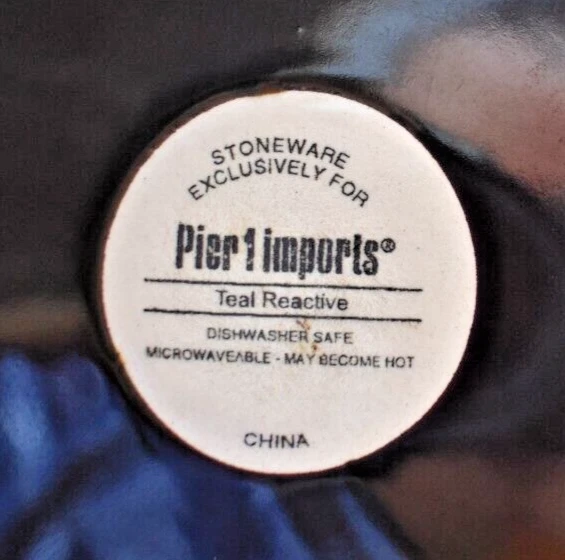 STONEWARE
EXCLUSIVELY FOR
Pier 1 imports®
Teal Reactive
DISHWASHER SAFE
MICROWAVEABLE - MAY BECOME HOT
CHINA